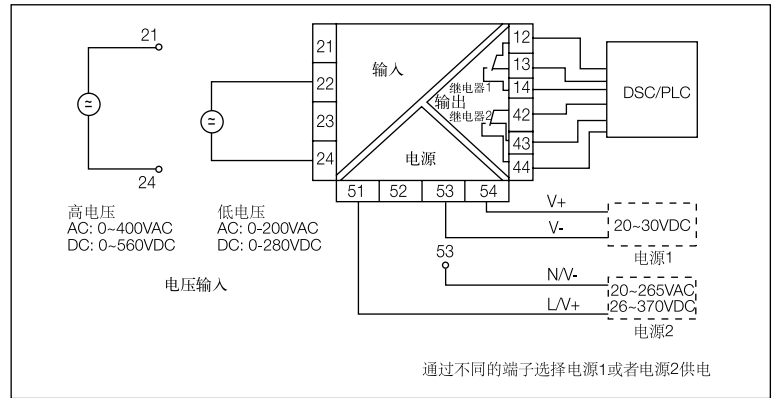 21
24
高电压
AC: 0~400VAC
DC: 0~560VDC
低电压
AC: 0-200VAC
DC: 0-280VDC
电压输入
21
22
23
24
输入
输出
电源
继电器1
继电器2
12
13
14
42
43
44
DSC/PLC
51
52
53
54
V+
V-
20~30VDC
电源1
53
N/V-
L/V+
20~265VAC
26~370VDC
电源2
通过不同的端子选择电源1或者电源2供电